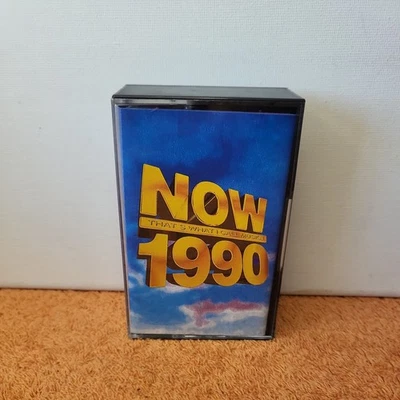 NOW
THAT'S WHAT I CALL MUSIC
1990